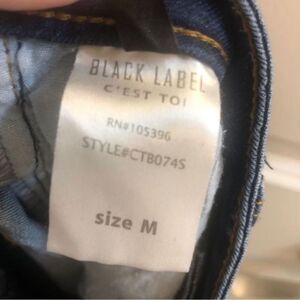 BLACK LABEL
C'EST TOI
RN#105396
STYLE#CTB074S
size M